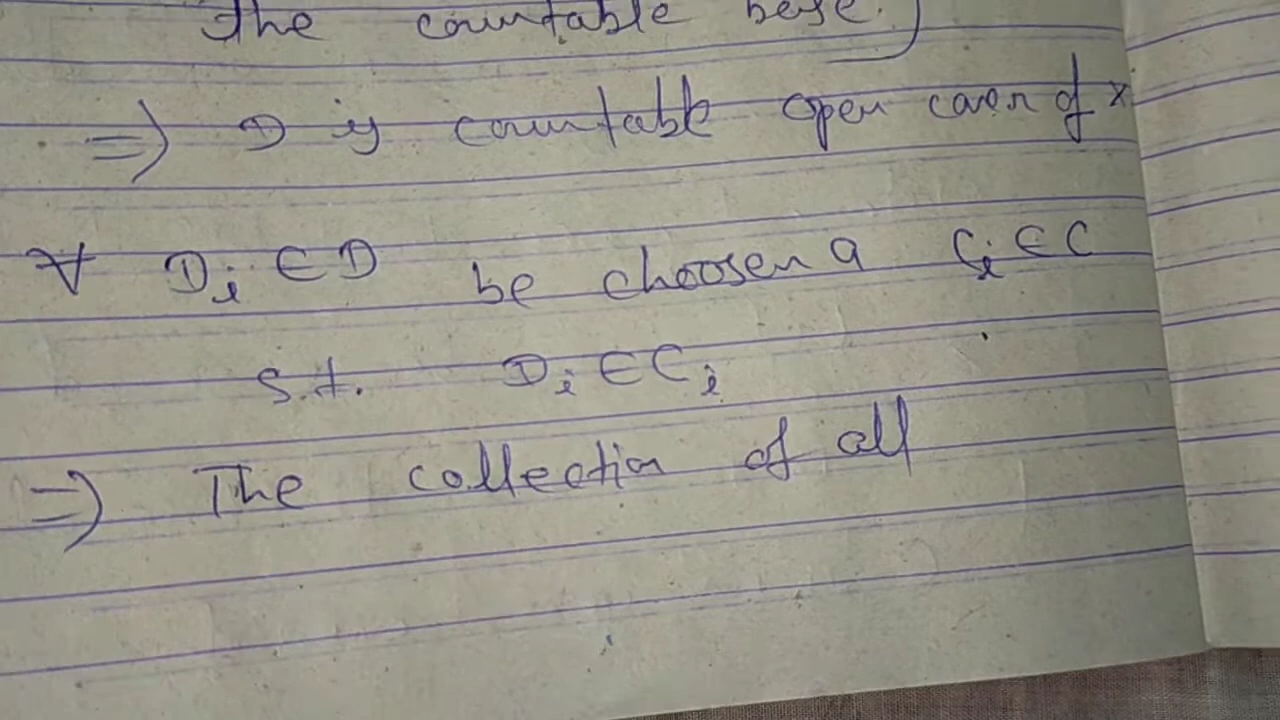 The countable base.)
⇒) D is countable open cover of x
∀ Di ∈ D be choosen a Ci ∈ C
s.t. Di ∈ Ci
⇒) The collection of all